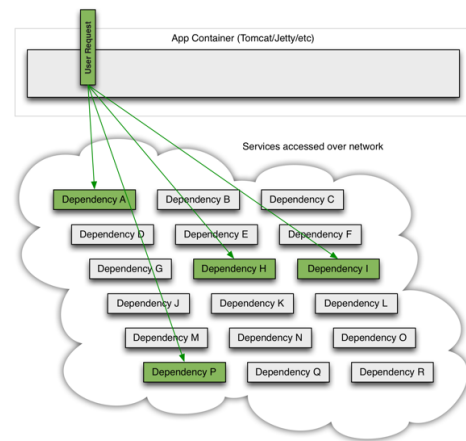 App Container (Tomcat/Jetty/etc)
User Request
Services accessed over network
Dependency A
Dependency B
Dependency C
Dependency D
Dependency E
Dependency F
Dependency G
Dependency H
Dependency I
Dependency J
Dependency K
Dependency L
Dependency M
Dependency N
Dependency O
Dependency P
Dependency Q
Dependency R